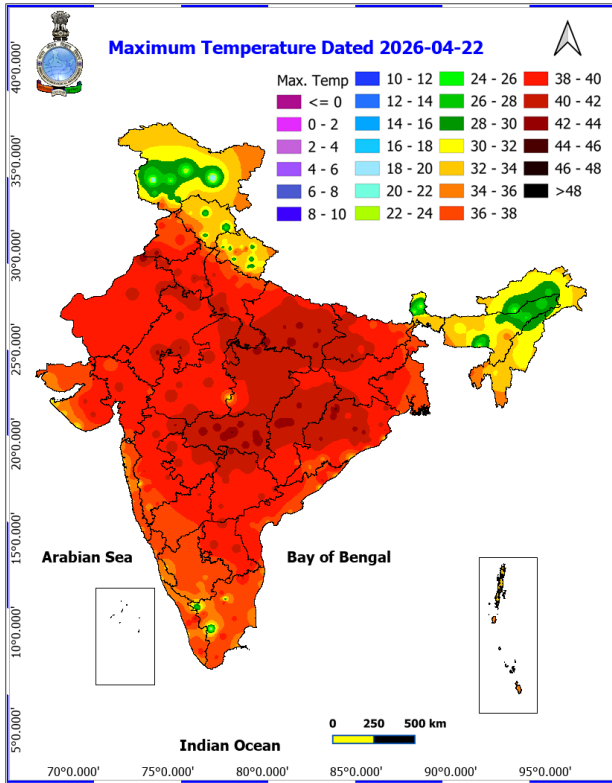 Maximum Temperature Dated 2026-04-22
Max. Temp
<= 0
0 - 2
2 - 4
4 - 6
6 - 8
8 - 10
10 - 12
12 - 14
14 - 16
16 - 18
18 - 20
20 - 22
22 - 24
24 - 26
26 - 28
28 - 30
30 - 32
32 - 34
34 - 36
36 - 38
38 - 40
40 - 42
42 - 44
44 - 46
46 - 48
>48
40°0.000'
35°0.000'
30°0.000'
25°0.000'
20°0.000'
15°0.000'
10°0.000'
5°0.000'
Arabian Sea
Bay of Bengal
Indian Ocean
0 250 500 km
70°0.000' 75°0.000' 80°0.000' 85°0.000' 90°0.000' 95°0.000'